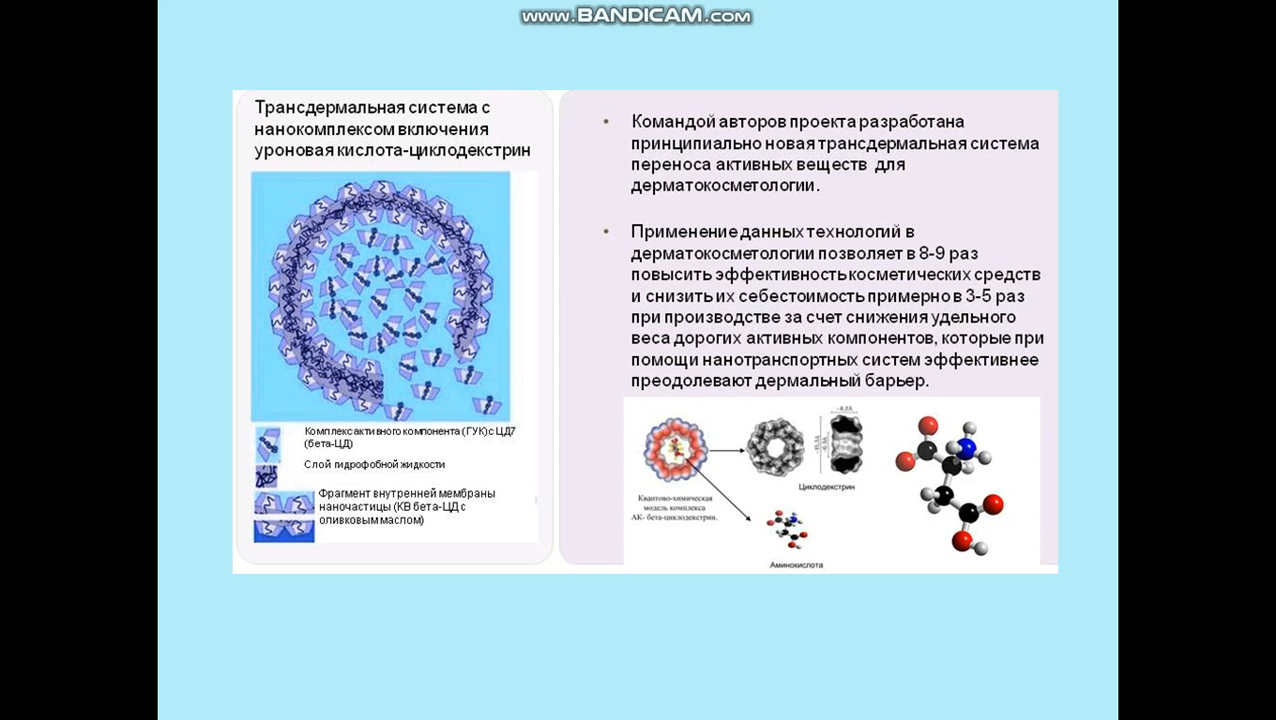 www.BANDICAM.com
Трансдермальная система с
нанокомплексом включения
уроновая кислота-циклодекстрин
Комплекс активного компонента (ГУК) с ЦД7
(бета-ЦД)
Слой гидрофобной жидкости
Фрагмент внутренней мембраны
наночастицы (КВ бета-ЦД с
оливковым маслом)
• Командой авторов проекта разработана
принципиально новая трансдермальная система
переноса активных веществ для
дерматокосметологии.
• Применение данных технологий в
дерматокосметологии позволяет в 8-9 раз
повысить эффективность косметических средств
и снизить их себестоимость примерно в 3-5 раз
при производстве за счет снижения удельного
веса дорогих активных компонентов, которые при
помощи нанотранспортных систем эффективнее
преодолевают дермальный барьер.
Циклодекстрин
Квантово-химическая
модель комплекса
АК- бета-циклодекстрин.
Аминокислота